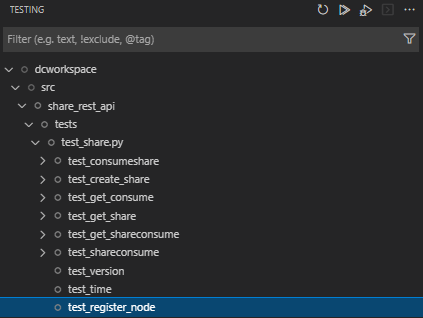 TESTING
Filter (e.g. text, !exclude, @tag)
dcworkspace
src
share_rest_api
tests
test_share.py
test_consumeshare
test_create_share
test_get_consume
test_get_share
test_get_shareconsume
test_shareconsume
test_version
test_time
test_register_node